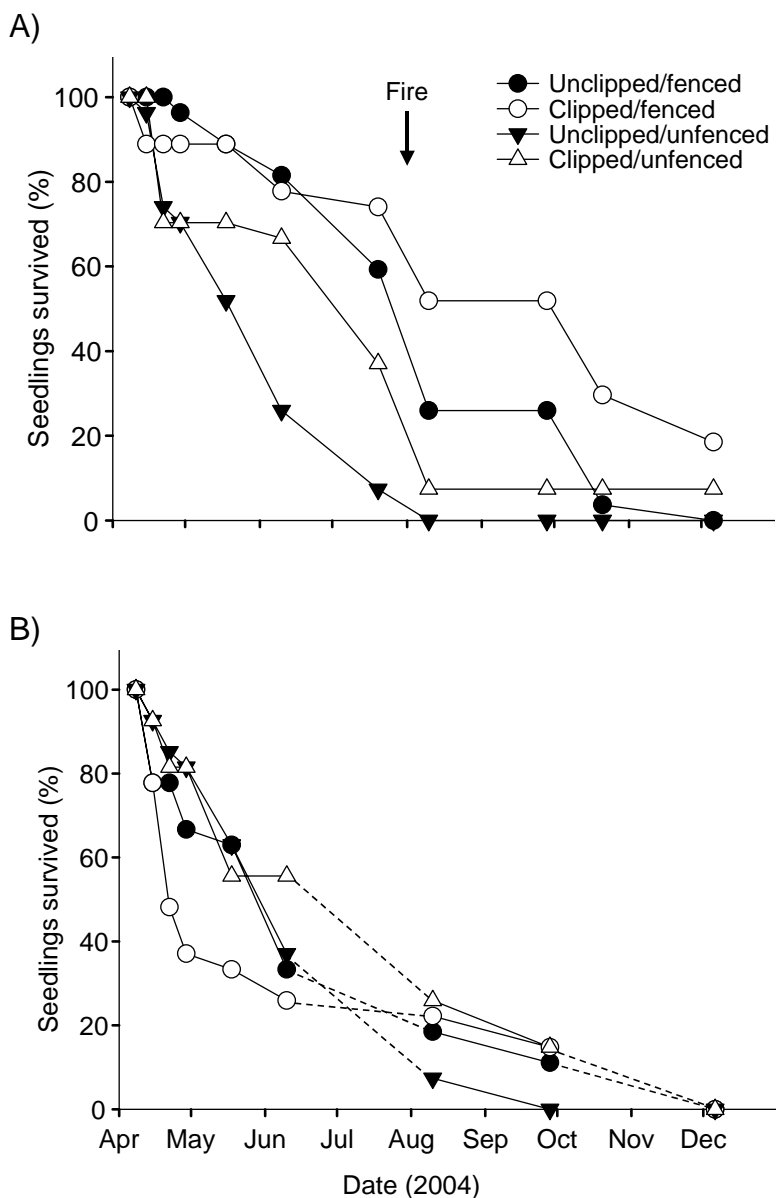 A)
100
80
60
40
20
0
Seedlings survived (%)
Fire
Unclipped/fenced
Clipped/fenced
Unclipped/unfenced
Clipped/unfenced
B)
100
80
60
40
20
0
Seedlings survived (%)
Apr May Jun Jul Aug Sep Oct Nov Dec
Date (2004)